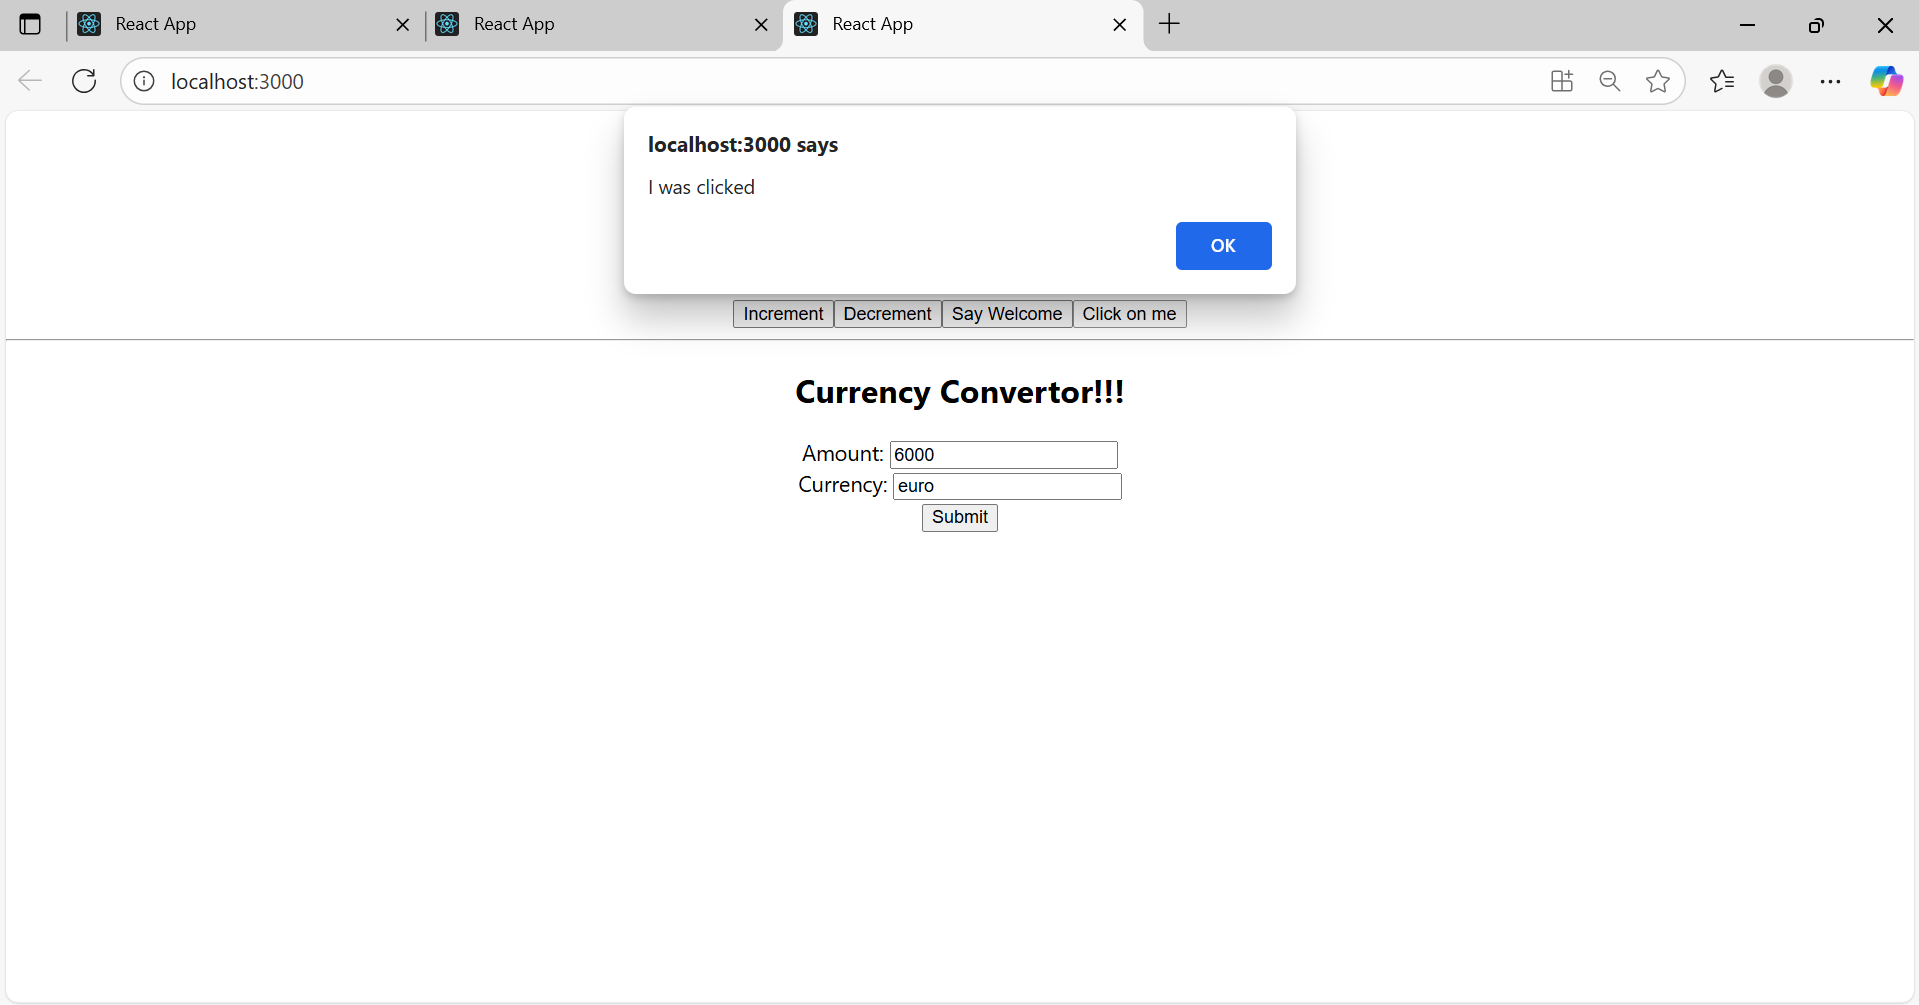 React App React App React App
localhost:3000
localhost:3000 says
I was clicked
OK
Increment Decrement Say Welcome Click on me
Currency Convertor!!!
Amount: 6000
Currency: euro
Submit